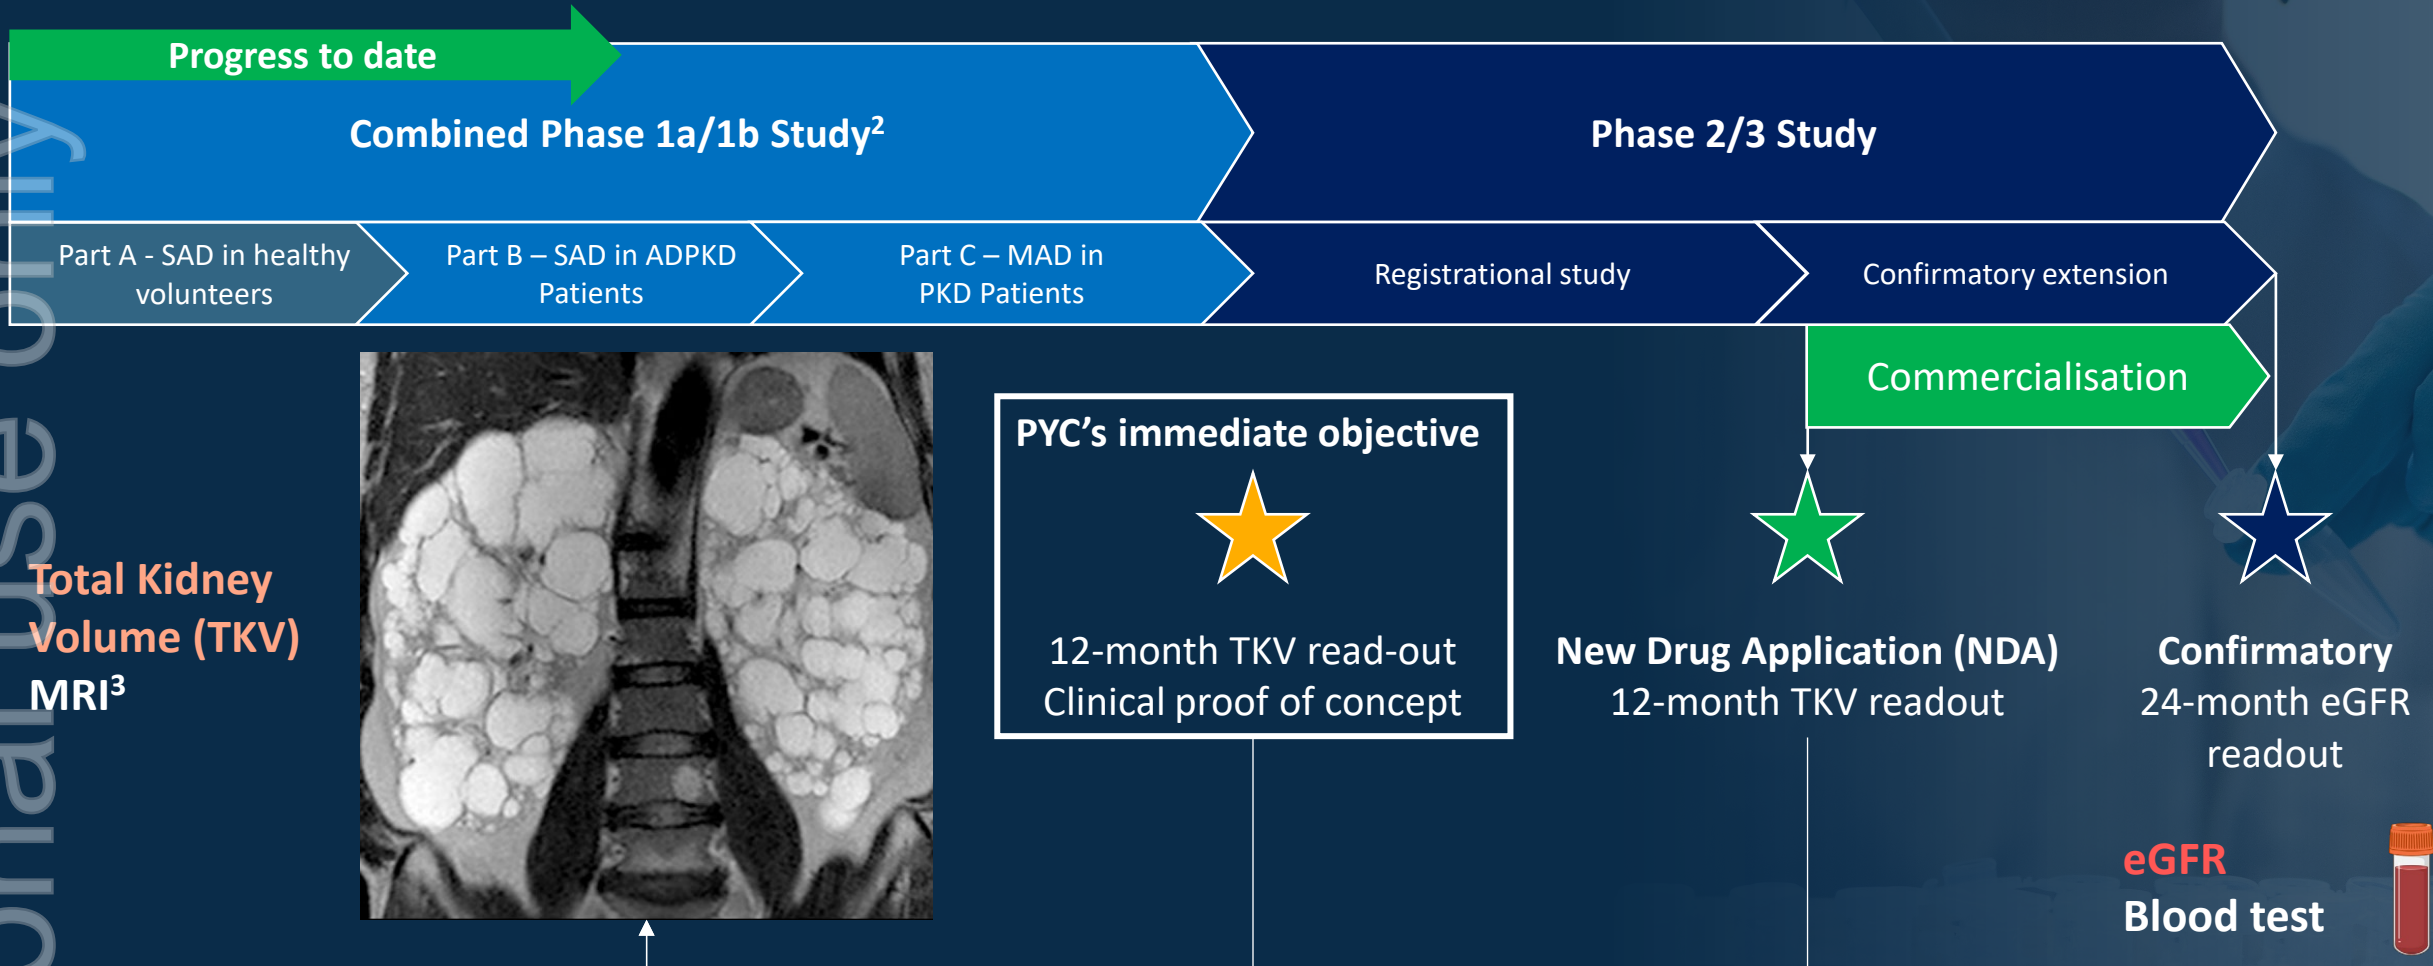 Progress to date
Combined Phase 1a/1b Study2
Phase 2/3 Study
Part A - SAD in healthy
volunteers
Part B – SAD in ADPKD
Patients
Part C – MAD in
PKD Patients
Registrational study
Confirmatory extension
Commercialisation
PYC's immediate objective
12-month TKV read-out
Clinical proof of concept
New Drug Application (NDA)
12-month TKV readout
Confirmatory
24-month eGFR
readout
Total Kidney
Volume (TKV)
MRI3
eGFR
Blood test
use only